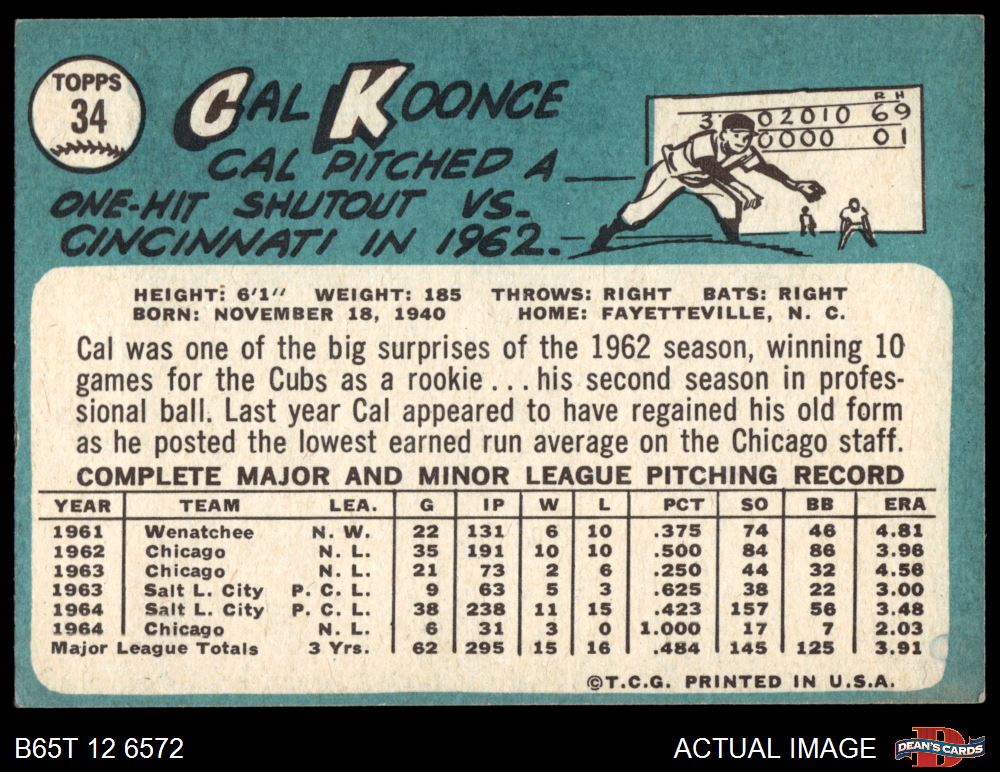 TOPPS
34
CAL KOONCE
CAL PITCHED A
ONE-HIT SHUTOUT VS.
CINCINNATI IN 1962.
R H
3 02010 69
0000 01
HEIGHT: 6'1" WEIGHT: 185 THROWS: RIGHT BATS: RIGHT
BORN: NOVEMBER 18, 1940 HOME: FAYETTEVILLE, N. C.
Cal was one of the big surprises of the 1962 season, winning 10
games for the Cubs as a rookie...his second season in profes-
sional ball. Last year Cal appeared to have regained his old form
as he posted the lowest earned run average on the Chicago staff.
COMPLETE MAJOR AND MINOR LEAGUE PITCHING RECORD
YEAR TEAM LEA. G IP W L PCT SO BB ERA
1961 Wenatchee N. W. 22 131 6 10 .375 74 46 4.81
1962 Chicago N. L. 35 191 10 10 .500 84 86 3.96
1963 Chicago N. L. 21 73 2 6 .250 44 32 4.56
1963 Salt L. City P. C. L. 9 63 5 3 .625 38 22 3.00
1964 Salt L. City P. C. L. 38 238 11 15 .423 157 56 3.48
1964 Chicago N. L. 6 31 3 0 1.000 17 7 2.03
Major League Totals 3 Yrs. 62 295 15 16 .484 145 125 3.91
©T.C.G. PRINTED IN U.S.A.
B65T 12 6572 ACTUAL IMAGE
D
DEAN'S CARDS